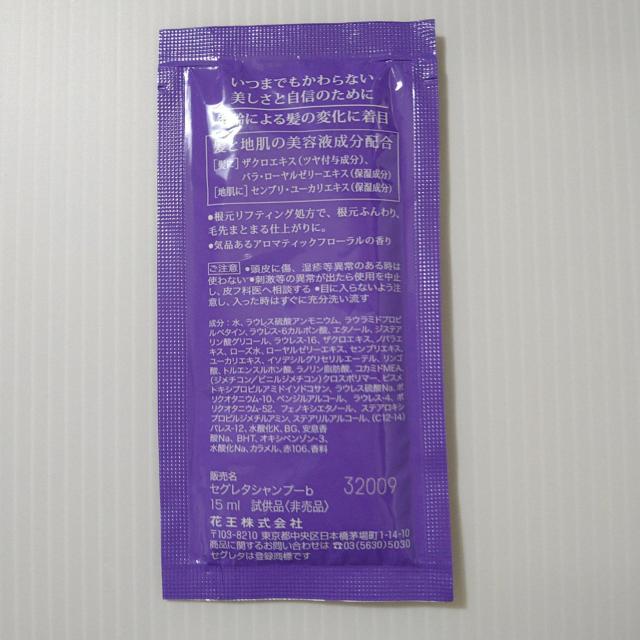 いつまでもかわらない
美しさと自信のために
年齢による髪の変化に着目
髪と地肌の美容液成分配合
[髪に] ザクロエキス(ツヤ付与成分)、
バラ・ローヤルゼリーエキス(保湿成分)
[地肌に] センブリ・ユーカリエキス(保湿成分)
●根元リフティング処方で、根元ふんわり、
毛先まとまる仕上がりに。
●気品あるアロマティックフローラルの香り
ご注意 ●頭皮に傷、湿疹等異常のある時は
使わない ●刺激等の異常が出たら使用を中止
し、皮フ科医へ相談する ●目に入らないよう注
意し、入った時はすぐに充分洗い流す
成分：水、ラウレス硫酸アンモニウム、ラウラミドプロピ
ルベタイン、ラウレス-6カルボン酸、エタノール、ジステア
リン酸グリコール、ラウレス-16、ザクロエキス、ノバラエ
キス、ローズ水、ローヤルゼリーエキス、センブリエキス、
ユーカリエキス、イソデシルグリセリルエーテル、リンゴ
酸、トルエンスルホン酸、ラノリン脂肪酸、コカミドMEA、
(ジメチコン/ビニルジメチコン)クロスポリマー、ビスメ
トキシプロピルアミドイソドコサン、ラウレス硫酸Na、ポ
リクオタニウム-10、ベンジルアルコール、ラウレス-4、ポ
リクオタニウム-52、フェノキシエタノール、ステアロキシ
プロピルジメチルアミン、ステアリルアルコール、(C12-14)
パレス-12、水酸化K、BG、安息香
酸Na、BHT、オキシベンゾン-3、
水酸化Na、カラメル、赤106、香料
販売名
セグレタシャンプーb 32009
15ml 試供品〈非売品〉
花王株式会社
〒103-8210 東京都中央区日本橋茅場町1-14-10
商品に関するお問い合わせは ☎03(5630)5030
セグレタは登録商標です